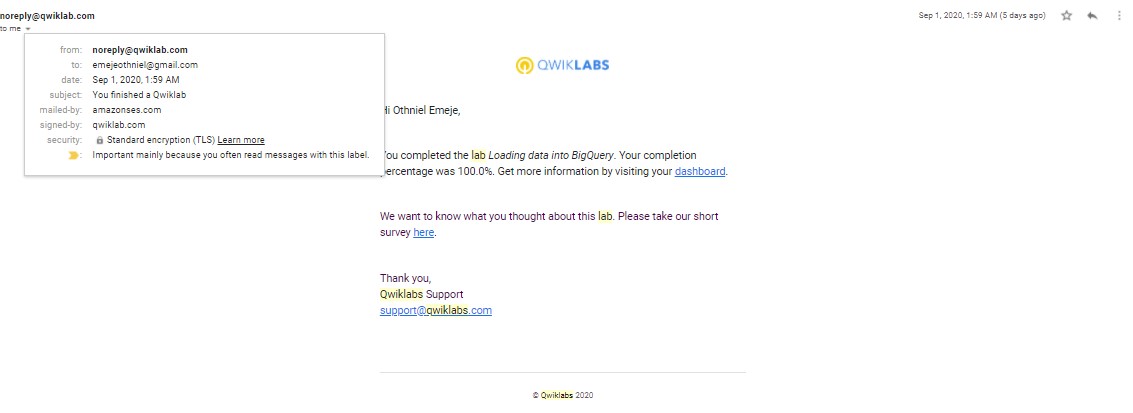 noreply@qwiklab.com
Sep 1, 2020, 1:59 AM (5 days ago)
to me
from: noreply@qwiklab.com
to: emejeothniel@gmail.com
date: Sep 1, 2020, 1:59 AM
subject: You finished a Qwiklab
mailed-by: amazonses.com
signed-by: qwiklab.com
security: Standard encryption (TLS) Learn more
: Important mainly because you often read messages with this label.
QWIKLABS
Hi Othniel Emeje,
You completed the lab Loading data into BigQuery. Your completion
percentage was 100.0%. Get more information by visiting your dashboard.
We want to know what you thought about this lab. Please take our short
survey here.
Thank you,
Qwiklabs Support
support@qwiklabs.com
© Qwiklabs 2020